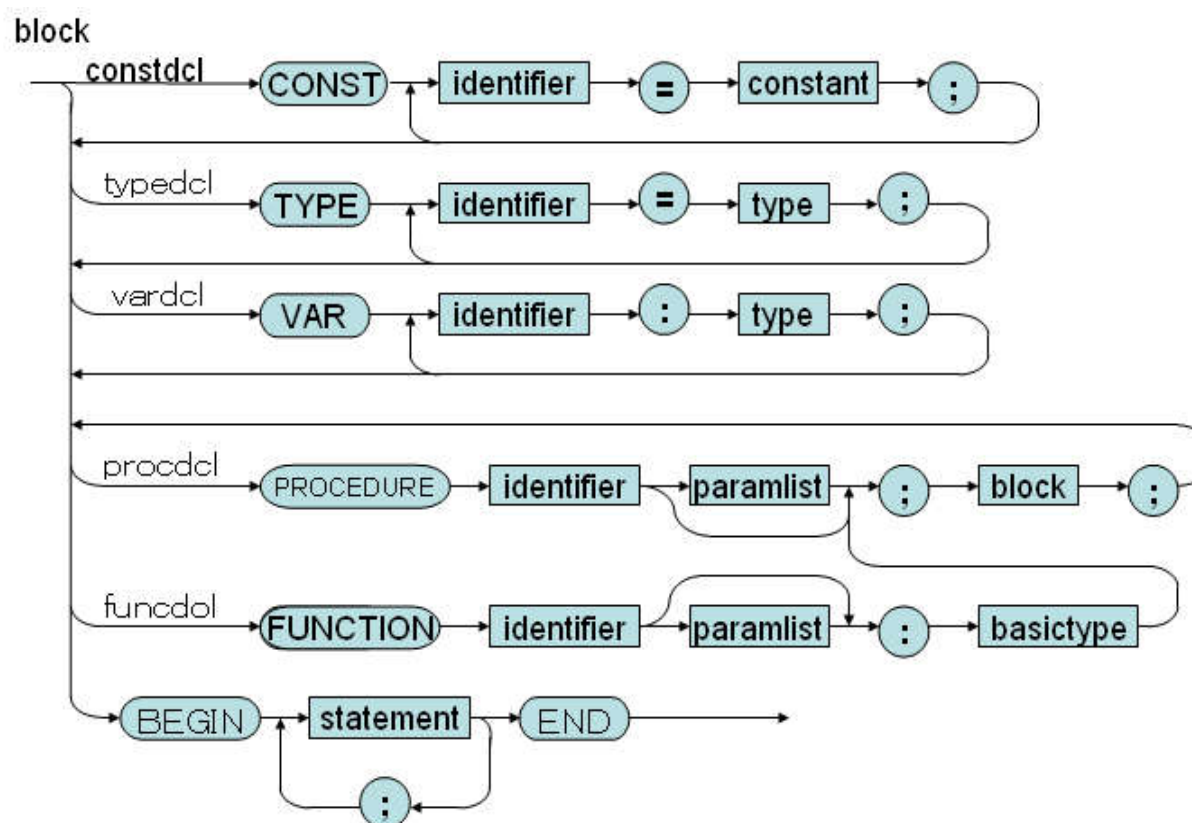 block
constdcl CONST identifier = constant ;
typedcl TYPE identifier = type ;
vardcl VAR identifier : type ;
procdcl PROCEDURE identifier paramlist ; block ;
funcdol FUNCTION identifier paramlist : basictype
BEGIN statement END
;